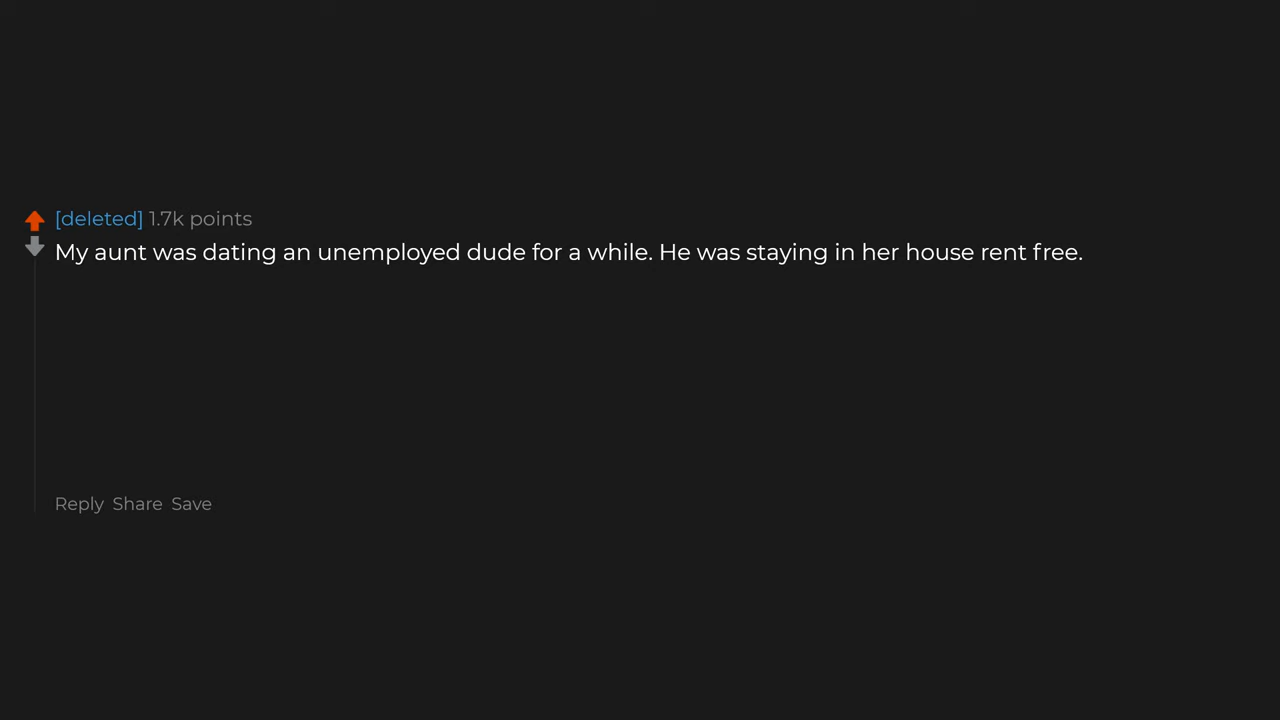 [deleted] 1.7k points
My aunt was dating an unemployed dude for a while. He was staying in her house rent free.
Reply Share Save